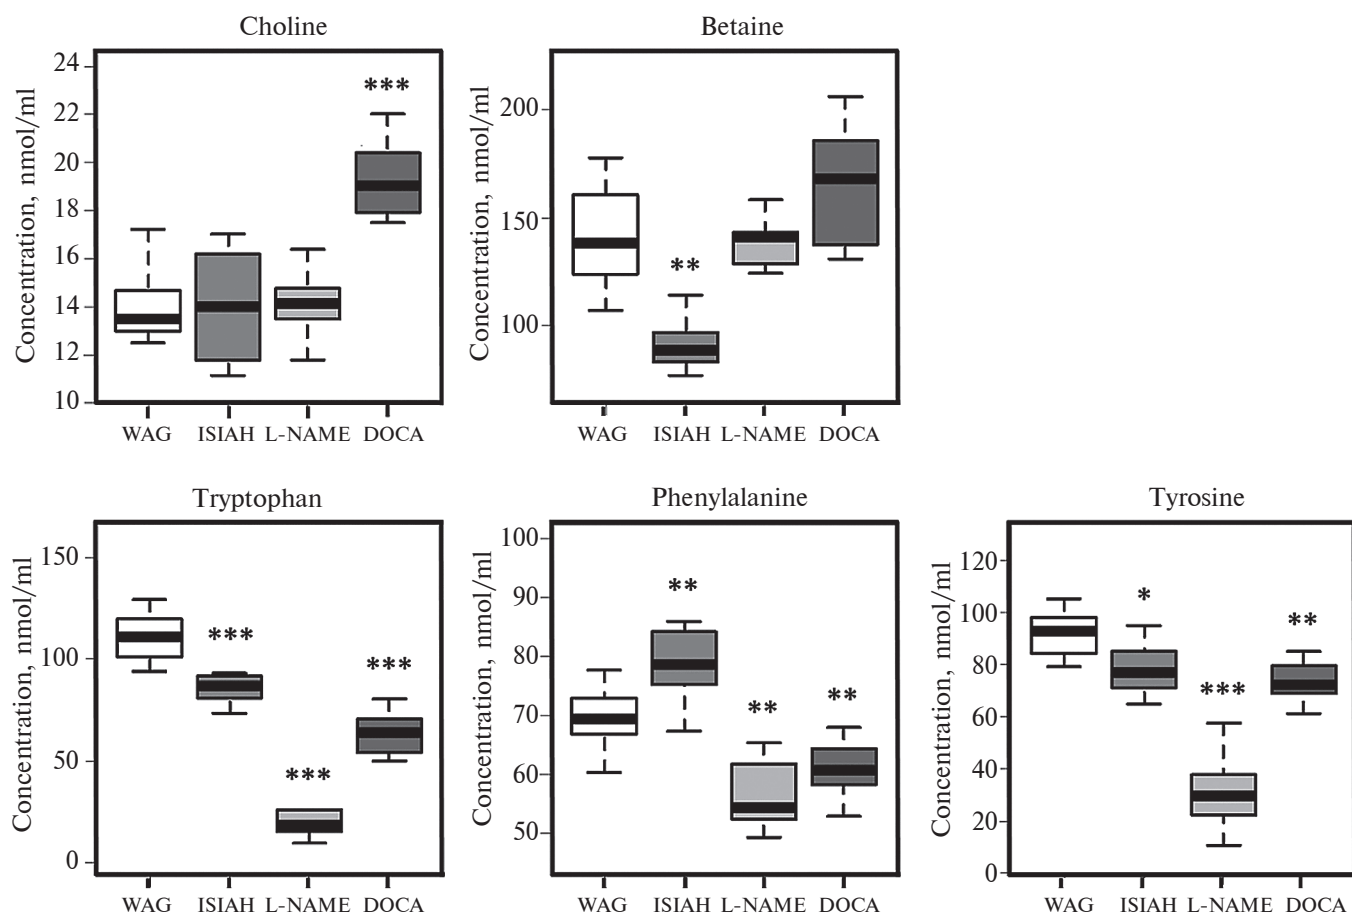 Choline
Concentration, nmol/ml
24
22
20
18
16
14
12
10
***
WAG ISIAH L-NAME DOCA
Betaine
Concentration, nmol/ml
200
150
100
**
WAG ISIAH L-NAME DOCA
Tryptophan
Concentration, nmol/ml
150
100
50
0
***
***
***
WAG ISIAH L-NAME DOCA
Phenylalanine
Concentration, nmol/ml
100
90
80
70
60
50
**
**
**
WAG ISIAH L-NAME DOCA
Tyrosine
Concentration, nmol/ml
120
100
80
60
40
20
0
*
***
**
WAG ISIAH L-NAME DOCA